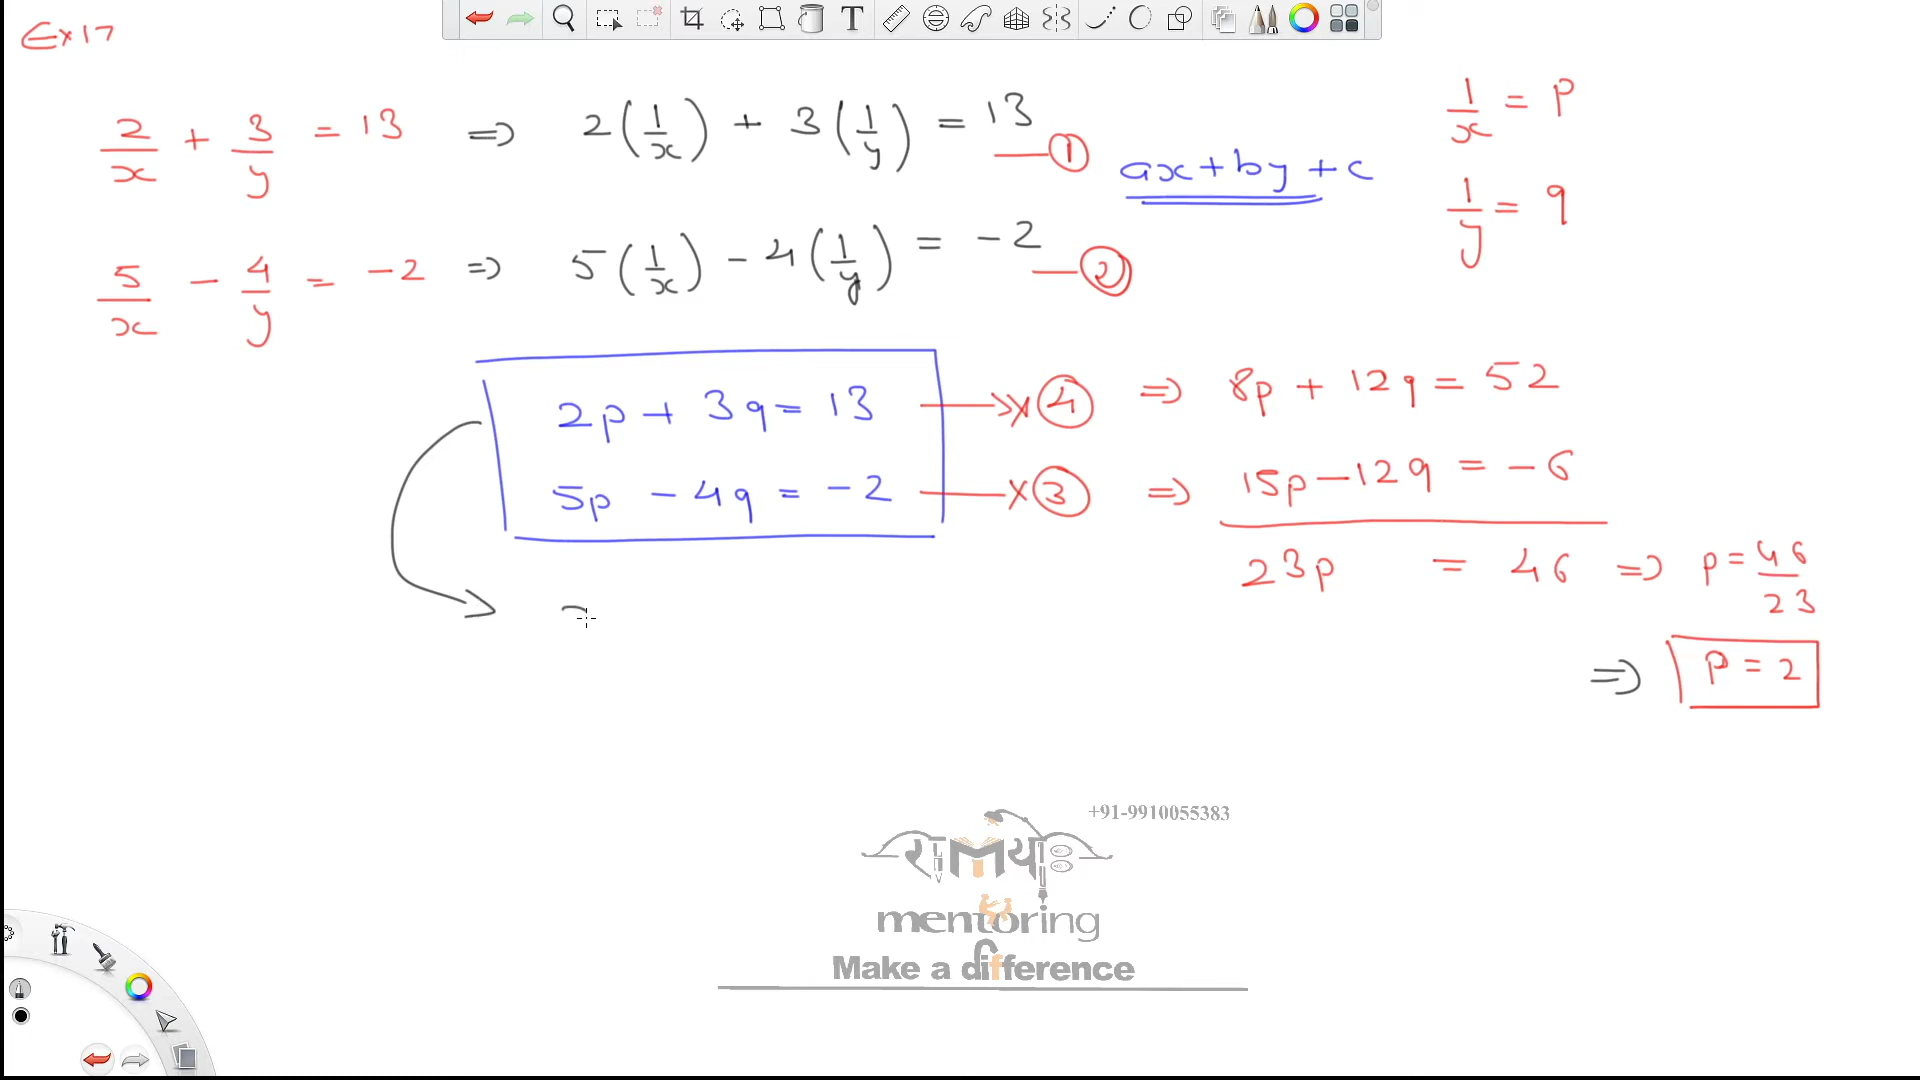 Ex 17
2/x + 3/y = 13 ⇒ 2(1/x) + 3(1/y) = 13 —①
ax+by+c
1/x = p
1/y = q
5/x - 4/y = -2 ⇒ 5(1/x) - 4(1/y) = -2 —②
2p + 3q = 13 → ×④ ⇒ 8p + 12q = 52
5p - 4q = -2 — ×③ ⇒ 15p - 12q = -6
23p = 46 ⇒ p = 46/23
⇒ p = 2
+91-9910055383
रामया
mentoring
Make a difference